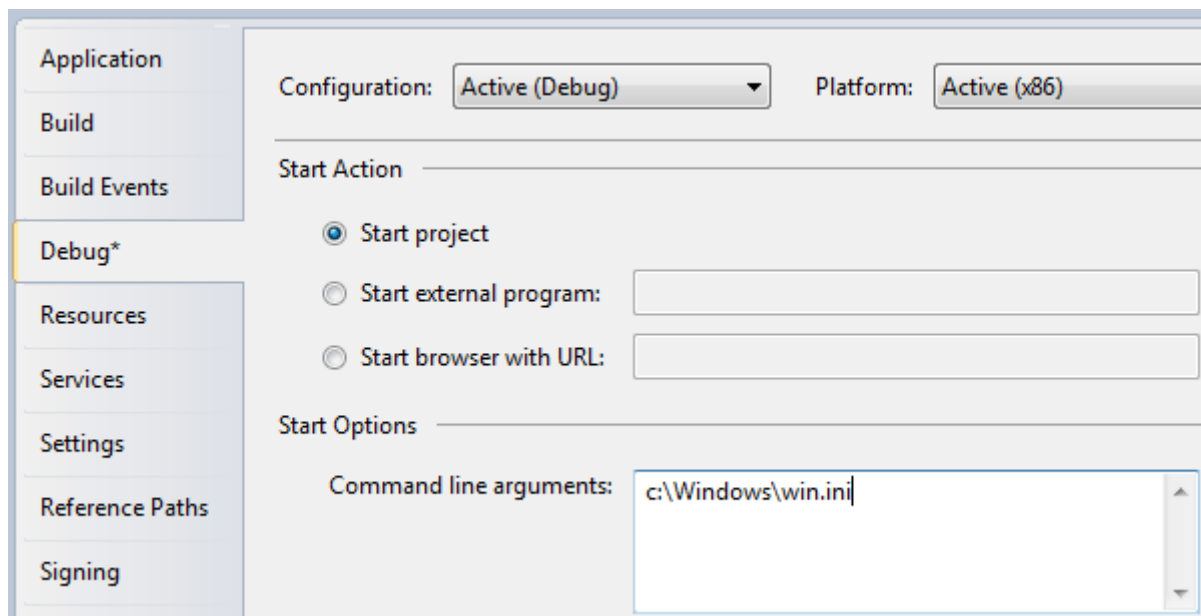 Application
Build
Build Events
Debug*
Resources
Services
Settings
Reference Paths
Signing
Configuration: Active (Debug) Platform: Active (x86)
Start Action
Start project
Start external program:
Start browser with URL:
Start Options
Command line arguments: c:\Windows\win.ini